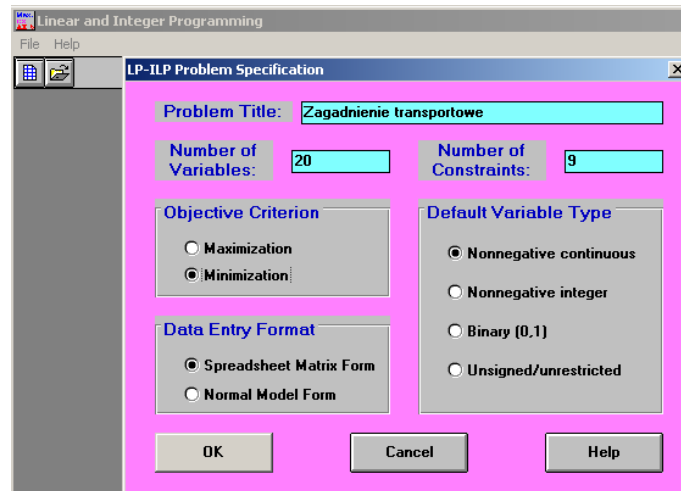 Linear and Integer Programming
File Help
LP-ILP Problem Specification
Problem Title: Zagadnienie transportowe
Number of Variables: 20 Number of Constraints: 9
Objective Criterion
Maximization
Minimization
Default Variable Type
Nonnegative continuous
Nonnegative integer
Binary (0,1)
Unsigned/unrestricted
Data Entry Format
Spreadsheet Matrix Form
Normal Model Form
OK Cancel Help